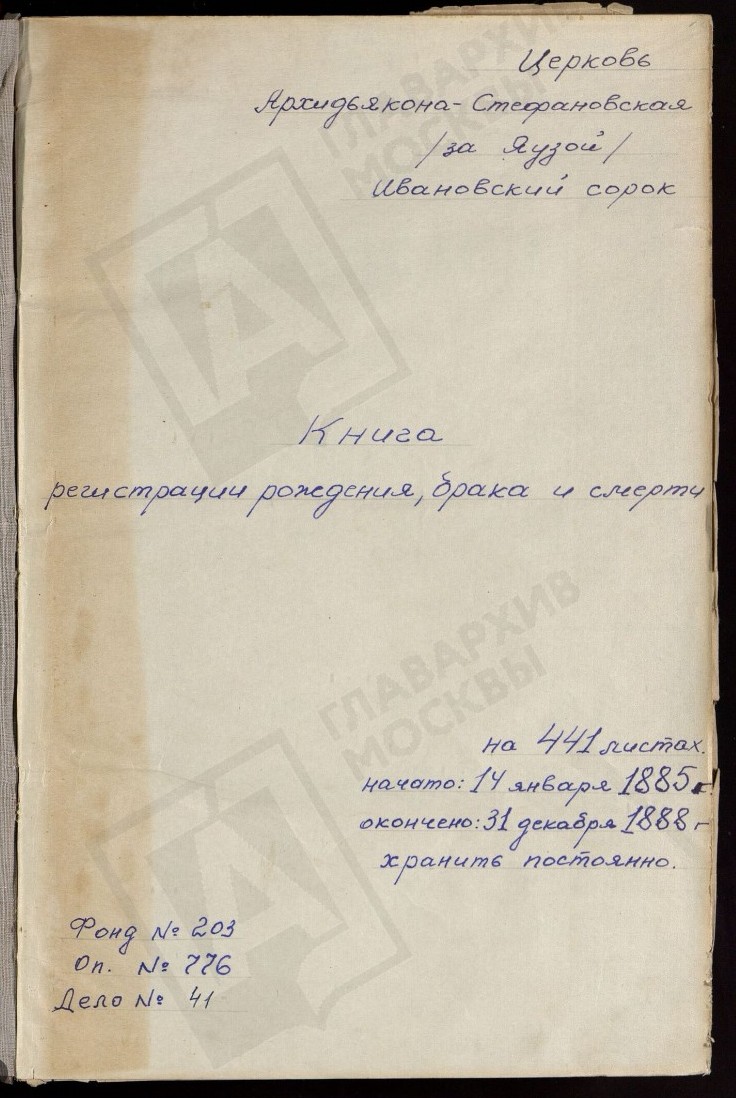 Церковь
Архидьякона-Стефановская
/за Яузой/
Ивановский сорок
Книга
регистрации рождения, брака и смерти
на 441 листах.
начато: 14 января 1885 г.
окончено: 31 декабря 1888 г
хранить постоянно.
Фонд № 203
Оп. № 776
Дело № 41
ГЛАВАРХИВ
МОСКВЫ
ГЛАВАРХИВ
МОСКВЫ